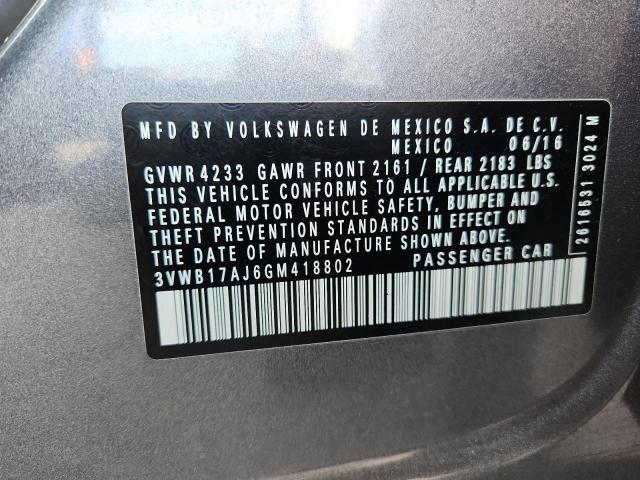 MFD BY VOLKSWAGEN DE MEXICO S.A. DE C.V.
MEXICO 06/16
GVWR 4233 GAWR FRONT 2161 / REAR 2183 LBS
THIS VEHICLE CONFORMS TO ALL APPLICABLE U.S.
FEDERAL MOTOR VEHICLE SAFETY, BUMPER AND
THEFT PREVENTION STANDARDS IN EFFECT ON
THE DATE OF MANUFACTURE SHOWN ABOVE.
3VWB17AJ6GM418802 PASSENGER CAR
2616531 3024 M